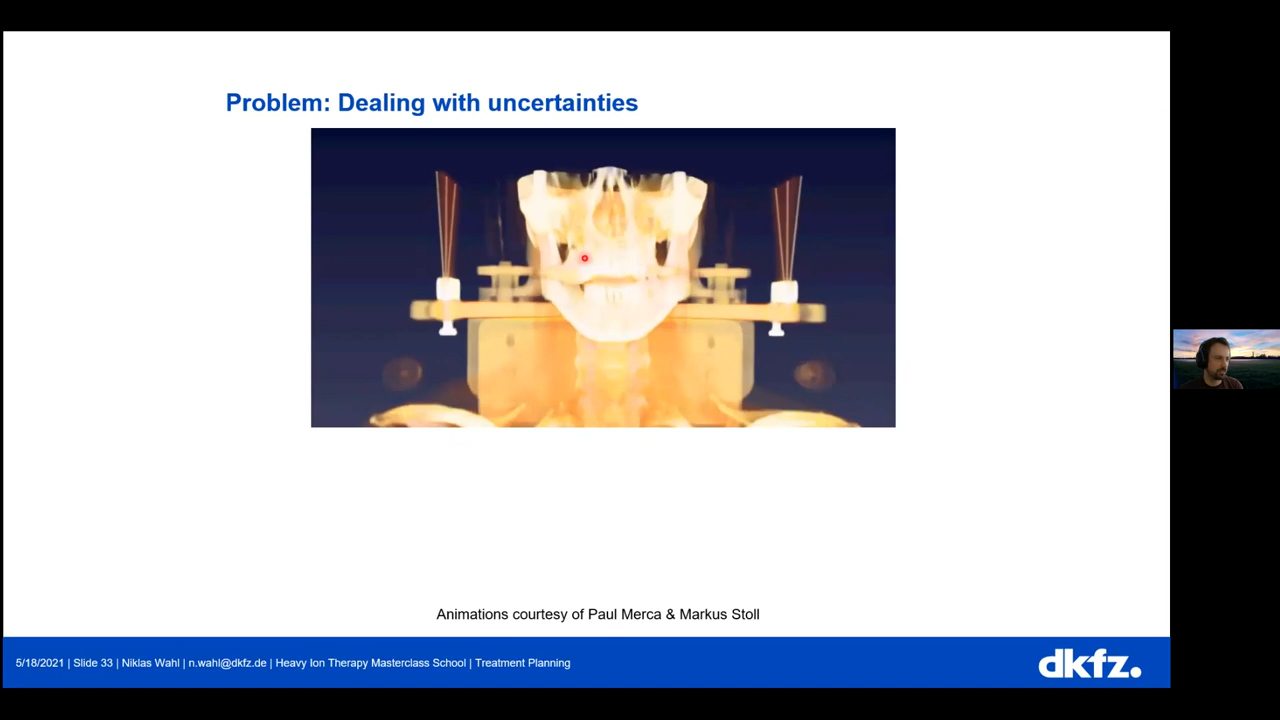 Problem: Dealing with uncertainties
Animations courtesy of Paul Merca & Markus Stoll
5/18/2021 | Slide 33 | Niklas Wahl | n.wahl@dkfz.de | Heavy Ion Therapy Masterclass School | Treatment Planning
dkfz.